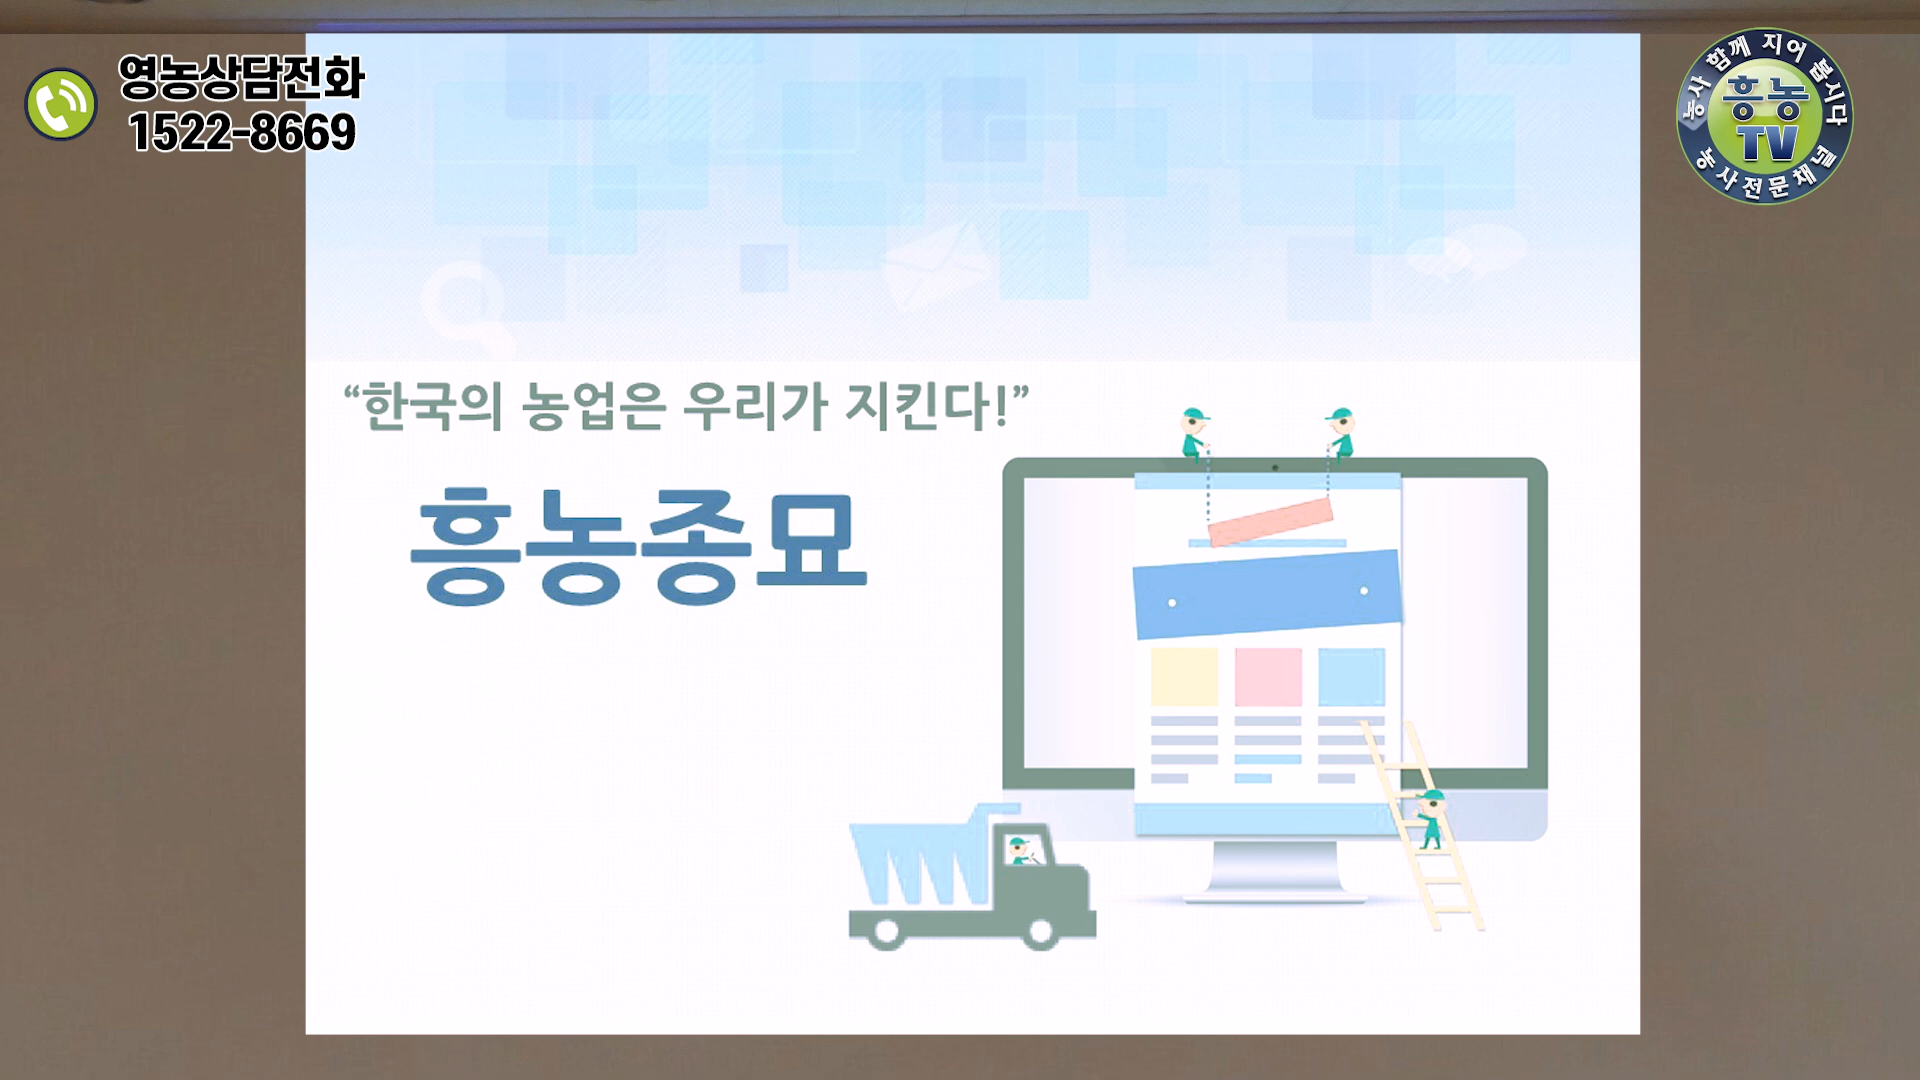 영농상담전화
1522-8669
농사 함께 지어 봅시다
흥농
TV
농사전문채널
“한국의 농업은 우리가 지킨다!”
흥농종묘